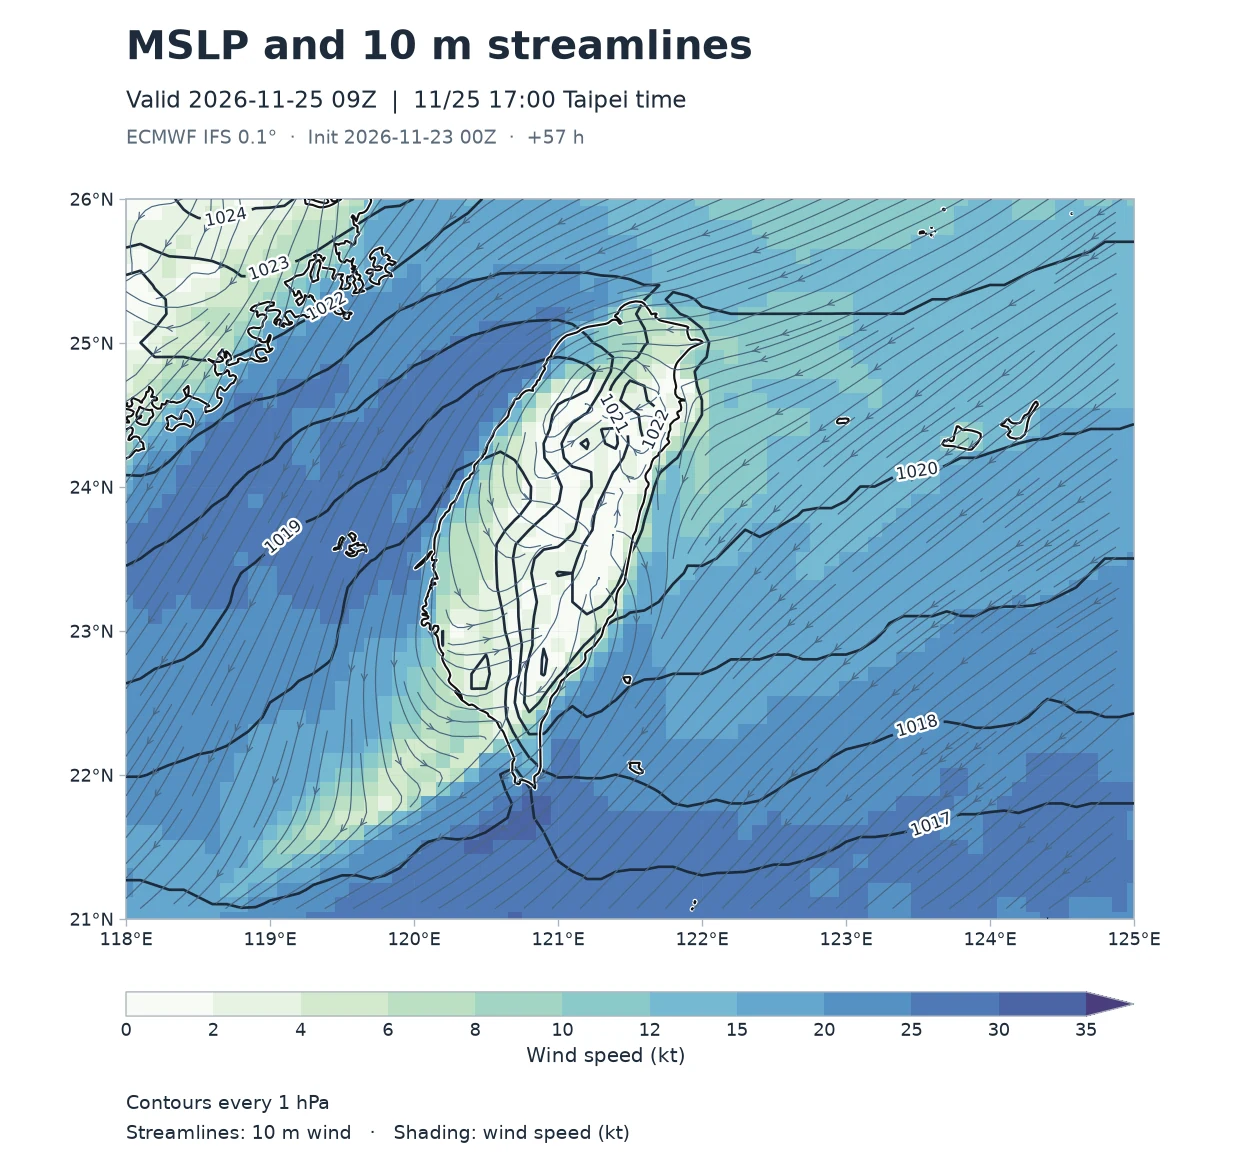 MSLP and 10 m streamlines
Valid 2026-11-25 09Z | 11/25 17:00 Taipei time
ECMWF IFS 0.1° · Init 2026-11-23 00Z · +57 h
26°N
1024
1023
1022
25°N
1021
1022
24°N
1020
1019
23°N
1018
22°N
1017
21°N
118°E 119°E 120°E 121°E 122°E 123°E 124°E 125°E
0 2 4 6 8 10 12 15 20 25 30 35
Wind speed (kt)
Contours every 1 hPa
Streamlines: 10 m wind · Shading: wind speed (kt)